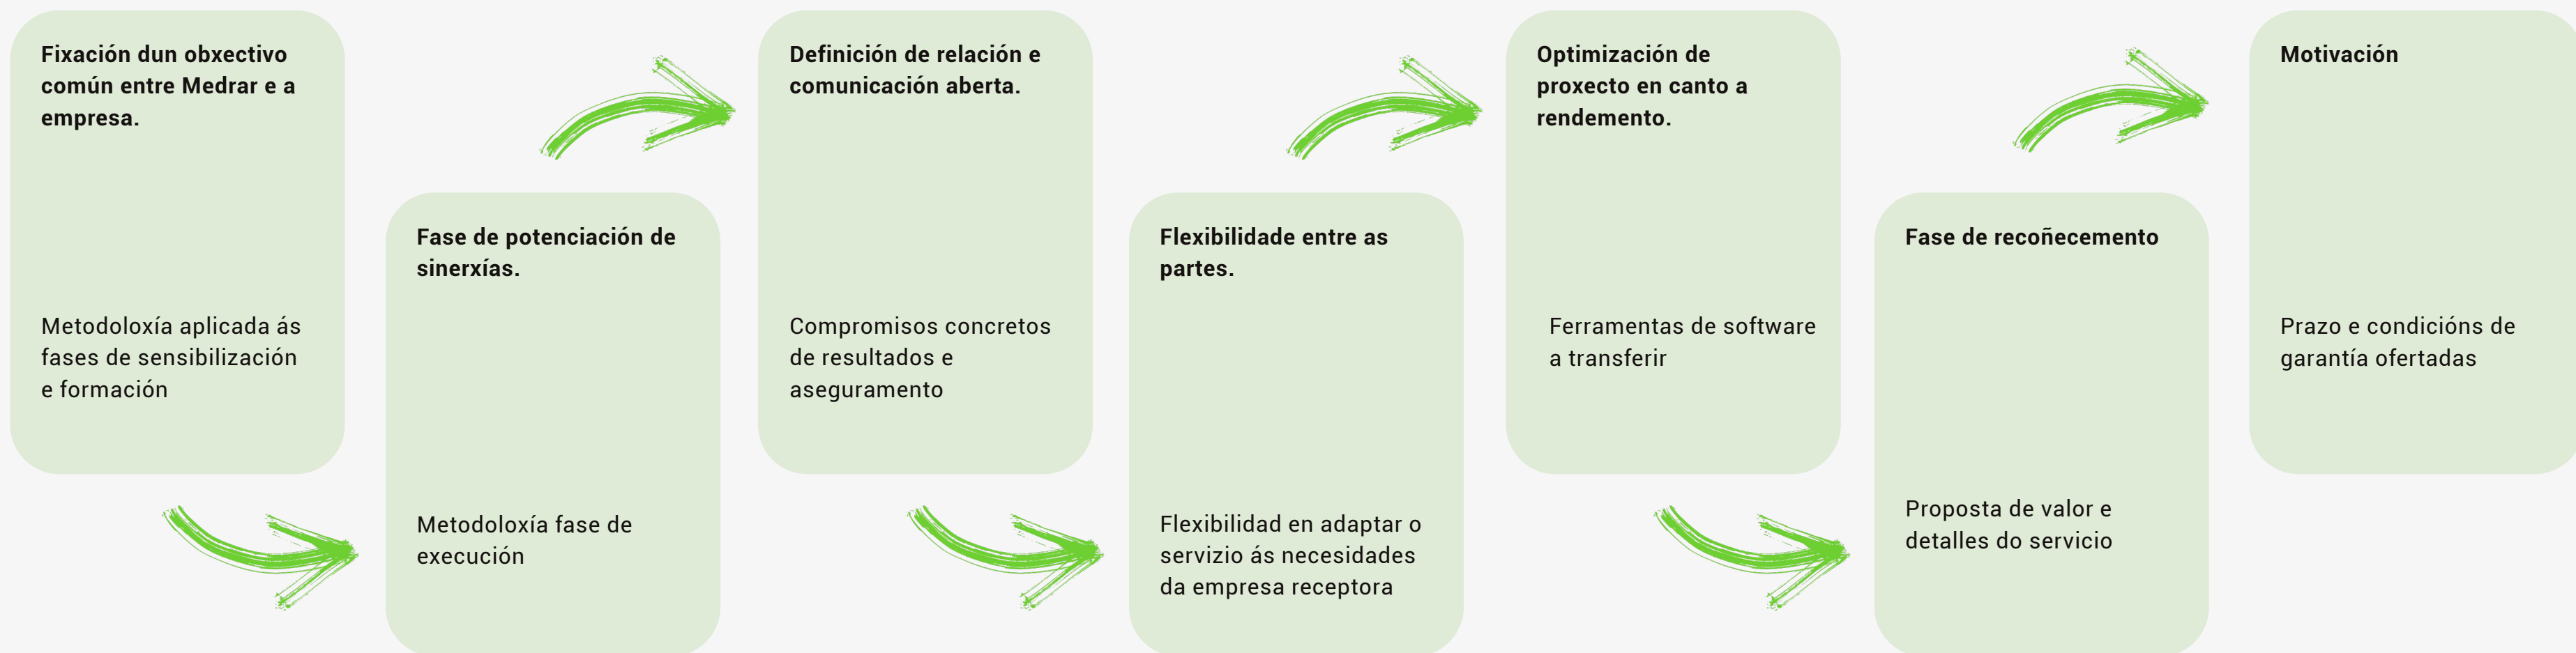 Fixación dun obxectivo
común entre Medrar e a
empresa.
Metodoloxía aplicada ás
fases de sensibilización
e formación
Fase de potenciación de
sinerxías.
Metodoloxía fase de
execución
Definición de relación e
comunicación aberta.
Compromisos concretos
de resultados e
aseguramento
Flexibilidade entre as
partes.
Flexibilidad en adaptar o
servizio ás necesidades
da empresa receptora
Optimización de
proxecto en canto a
rendemento.
Ferramentas de software
a transferir
Fase de recoñecemento
Proposta de valor e
detalles do servicio
Motivación
Prazo e condicións de
garantía ofertadas